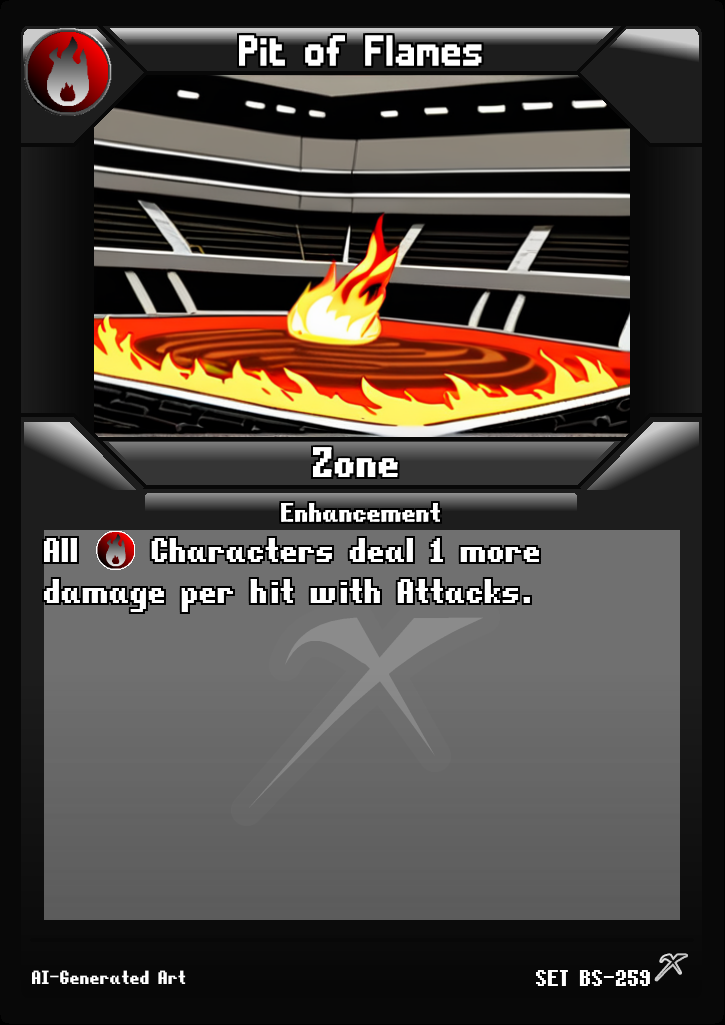 Pit of Flames
Zone
Enhancement
All Characters deal 1 more
damage per hit with Attacks.
AI-Generated Art
SET BS-259